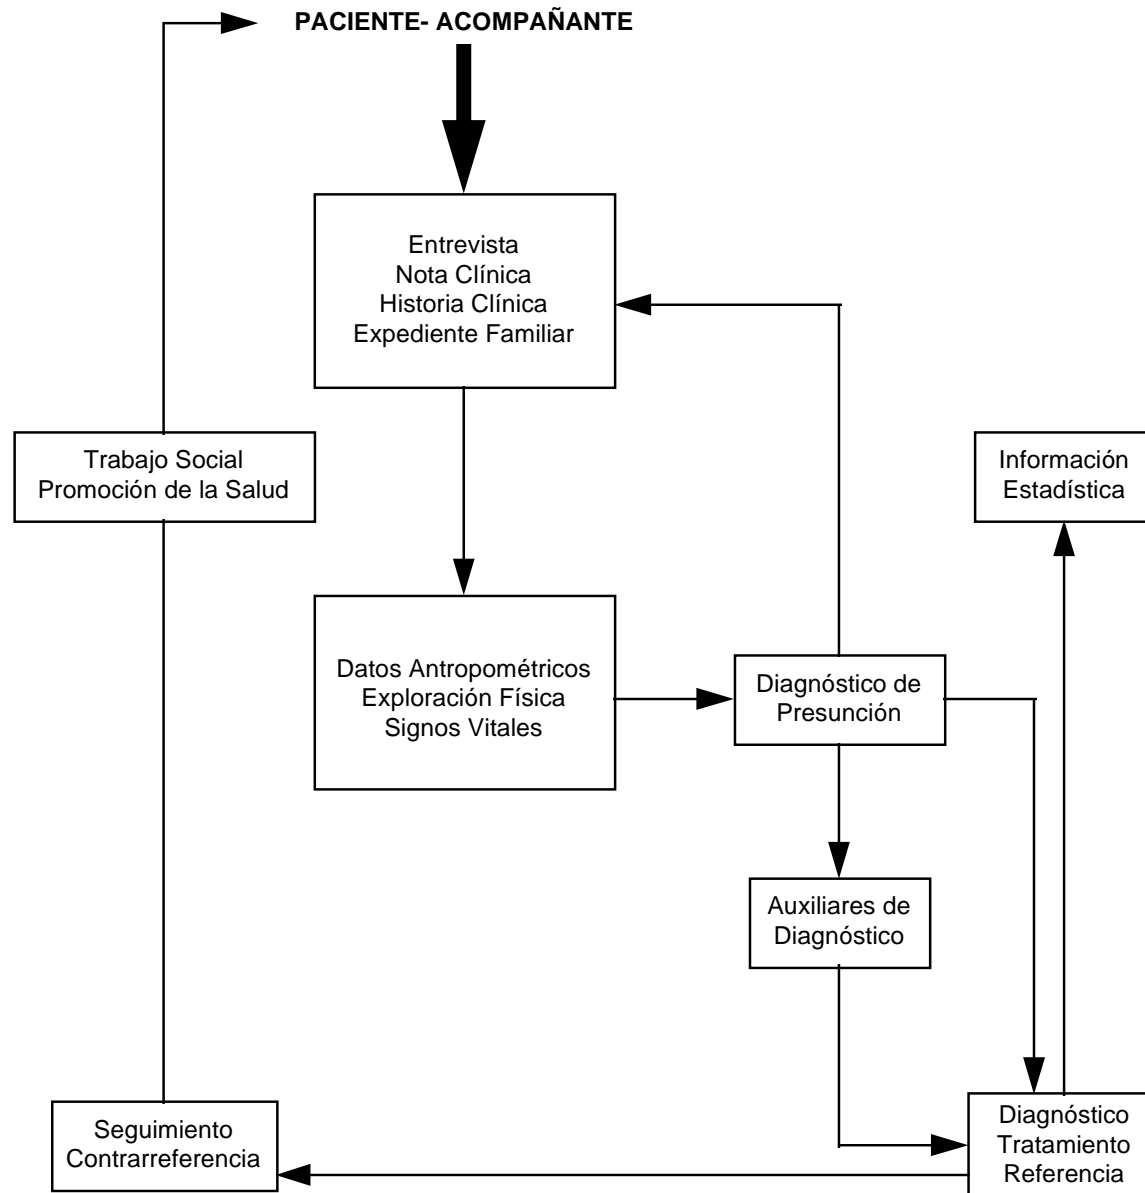 PACIENTE- ACOMPAÑANTE
Entrevista
Nota Clínica
Historia Clínica
Expediente Familiar
Trabajo Social
Promoción de la Salud
Información
Estadística
Datos Antropométricos
Exploración Física
Signos Vitales
Diagnóstico de
Presunción
Auxiliares de
Diagnóstico
Seguimiento
Contrarreferencia
Diagnóstico
Tratamiento
Referencia